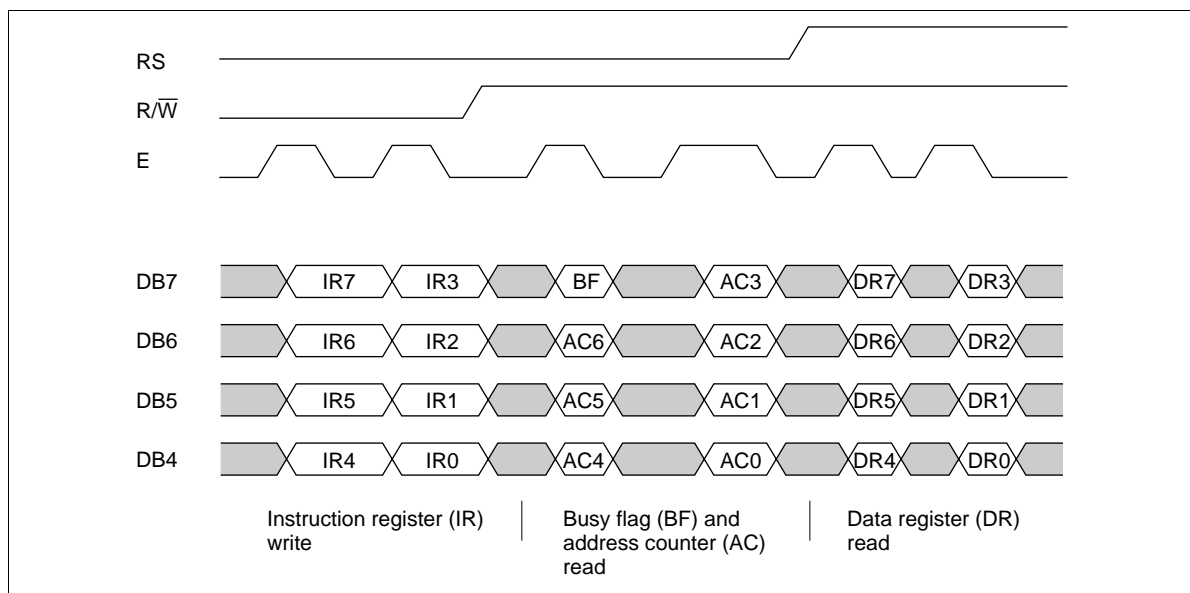 RS
R/W̅
E
DB7 IR7 IR3 BF AC3 DR7 DR3
DB6 IR6 IR2 AC6 AC2 DR6 DR2
DB5 IR5 IR1 AC5 AC1 DR5 DR1
DB4 IR4 IR0 AC4 AC0 DR4 DR0
Instruction register (IR)
write
Busy flag (BF) and
address counter (AC)
read
Data register (DR)
read